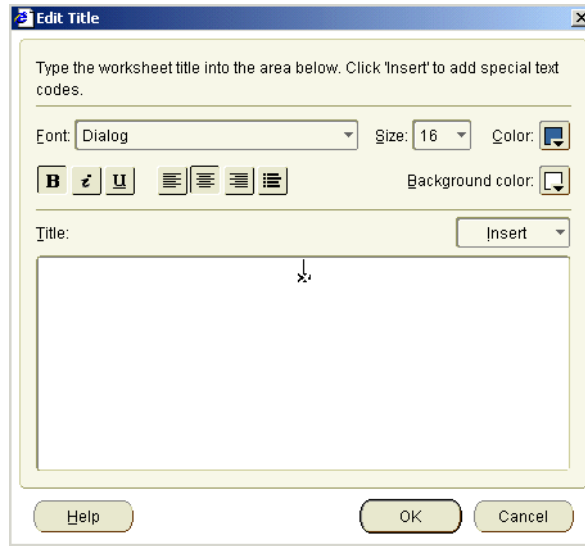 Edit Title
Type the worksheet title into the area below. Click 'Insert' to add special text
codes.
Font: Dialog Size: 16 Color:
B i U Background color:
Title: Insert
Help OK Cancel